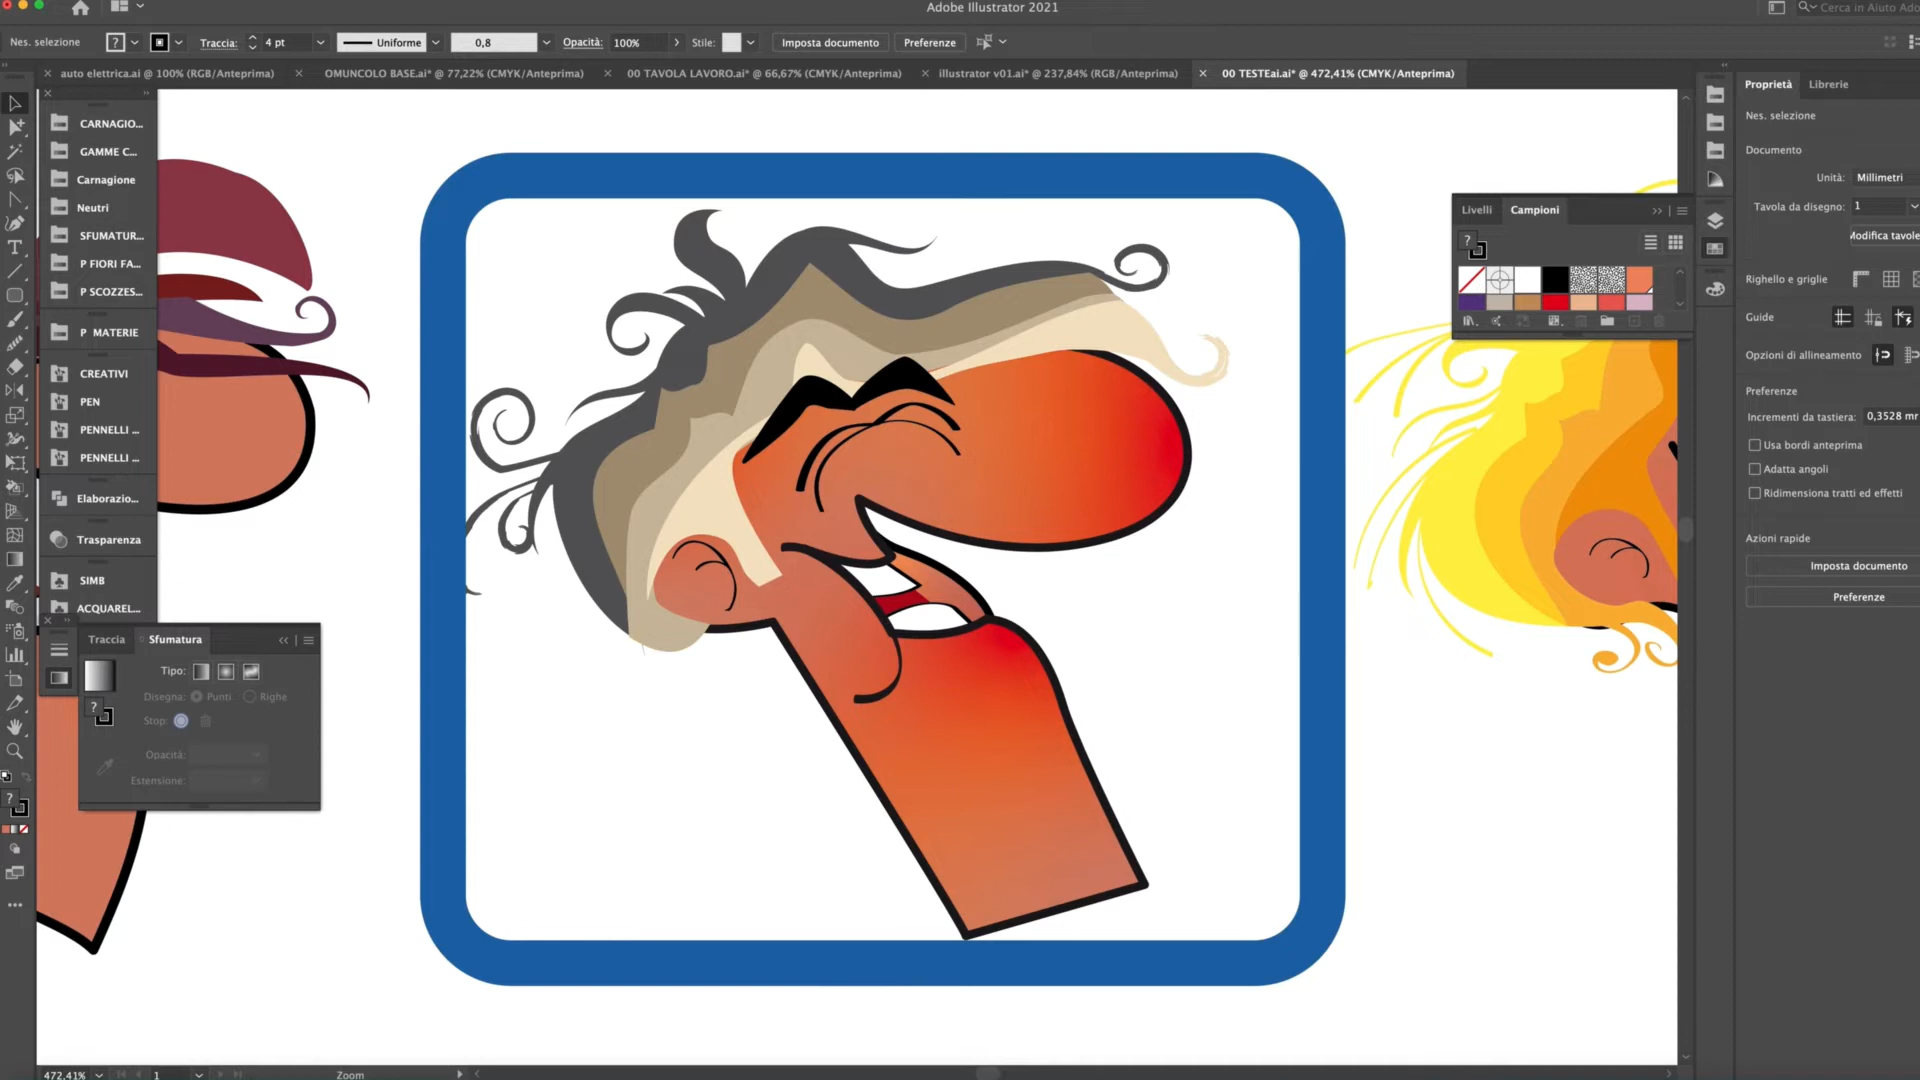 Adobe Illustrator 2021
Cerca in Aiuto Ado
Nes. selezione
?
Traccia:
4 pt
Uniforme
0,8
Opacità:
100%
Stile:
Imposta documento
Preferenze
auto elettrica.ai @ 100% (RGB/Anteprima)
OMUNCOLO BASE.ai* @ 77,22% (CMYK/Anteprima)
00 TAVOLA LAVORO.ai* @ 66,67% (CMYK/Anteprima)
illustrator v01.ai* @ 237,84% (RGB/Anteprima)
00 TESTEai.ai* @ 472,41% (CMYK/Anteprima)
CARNAGIO...
GAMME C...
Carnagione
Neutri
SFUMATUR...
P FIORI FA...
P SCOZZES...
P MATERIE
CREATIVI
PEN
PENNELLI ...
PENNELLI ...
Elaborazio...
Trasparenza
SIMB
ACQUAREL...
Traccia
Sfumatura
Tipo:
Disegna:
Punti
Righe
?
Stop:
Opacità:
Estensione:
?
Livelli
Campioni
?
Proprietà
Librerie
Nes. selezione
Documento
Unità:
Millimetri
Tavola da disegno:
1
Modifica tavole
Righello e griglie
Guide
Opzioni di allineamento
Preferenze
Incrementi da tastiera:
0,3528 mr
Usa bordi anteprima
Adatta angoli
Ridimensiona tratti ed effetti
Azioni rapide
Imposta documento
Preferenze
472,41%
1
Zoom